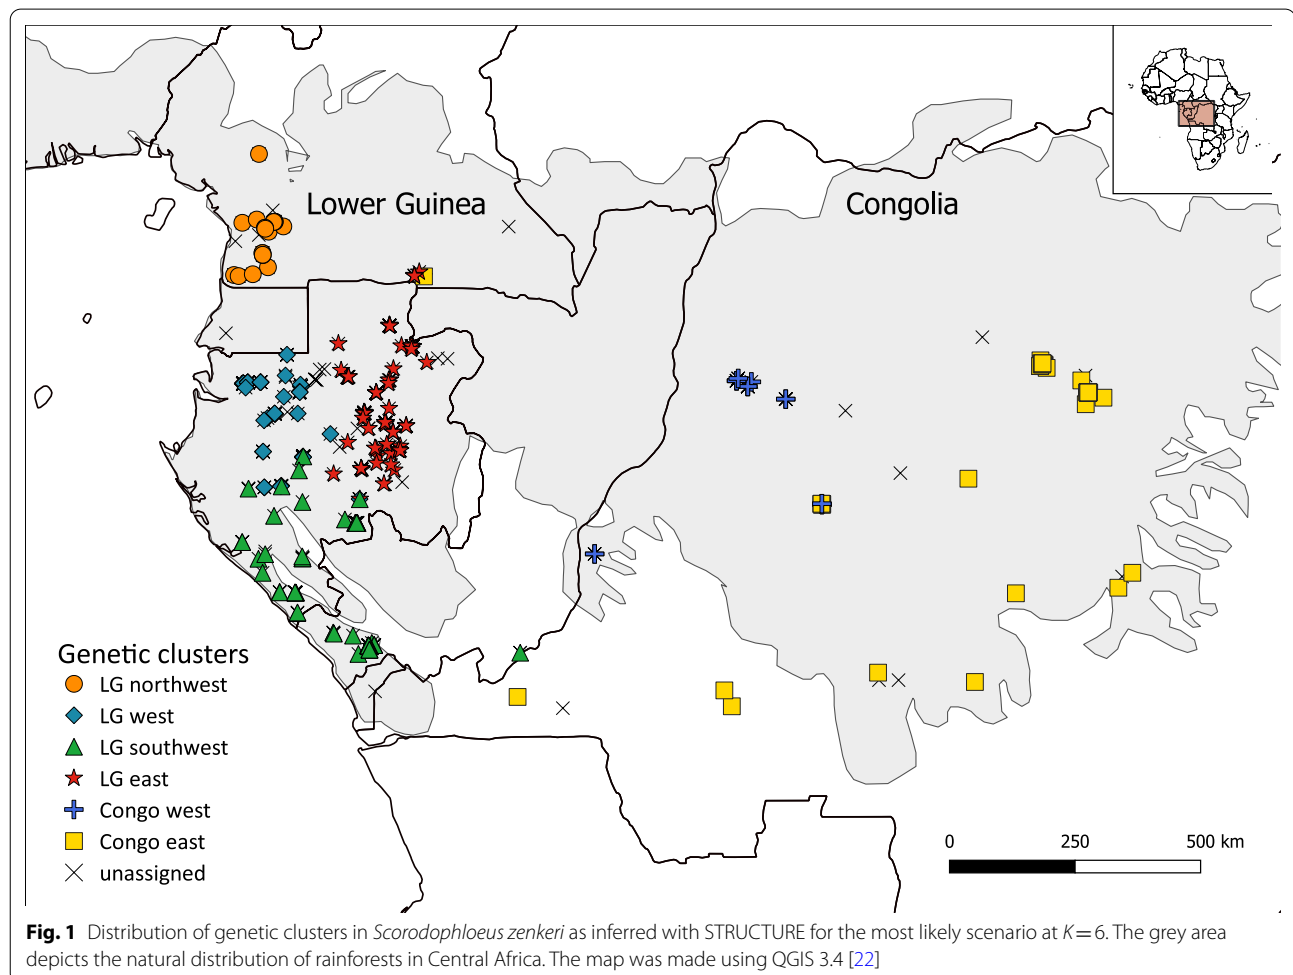 Lower Guinea
Congolia
Genetic clusters
LG northwest
LG west
LG southwest
LG east
Congo west
Congo east
unassigned
0 250 500 km
Fig. 1 Distribution of genetic clusters in Scorodophloeus zenkeri as inferred with STRUCTURE for the most likely scenario at K=6. The grey area
depicts the natural distribution of rainforests in Central Africa. The map was made using QGIS 3.4 [22]